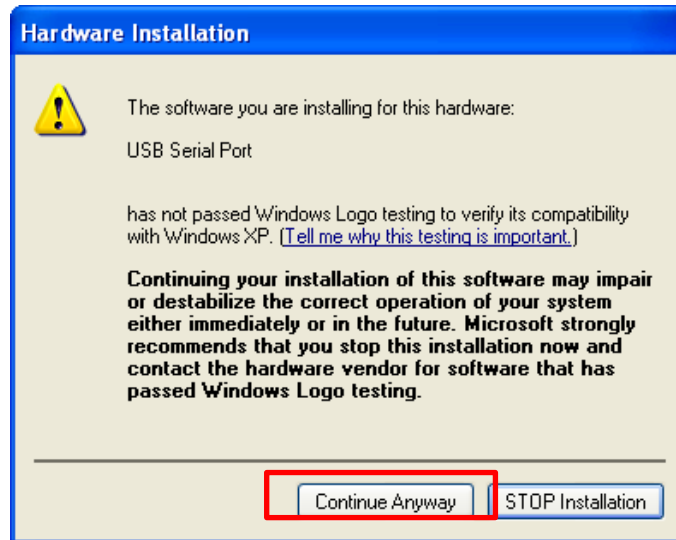 Hardware Installation
The software you are installing for this hardware:
USB Serial Port
has not passed Windows Logo testing to verify its compatibility
with Windows XP. (Tell me why this testing is important.)
Continuing your installation of this software may impair
or destabilize the correct operation of your system
either immediately or in the future. Microsoft strongly
recommends that you stop this installation now and
contact the hardware vendor for software that has
passed Windows Logo testing.
Continue Anyway STOP Installation